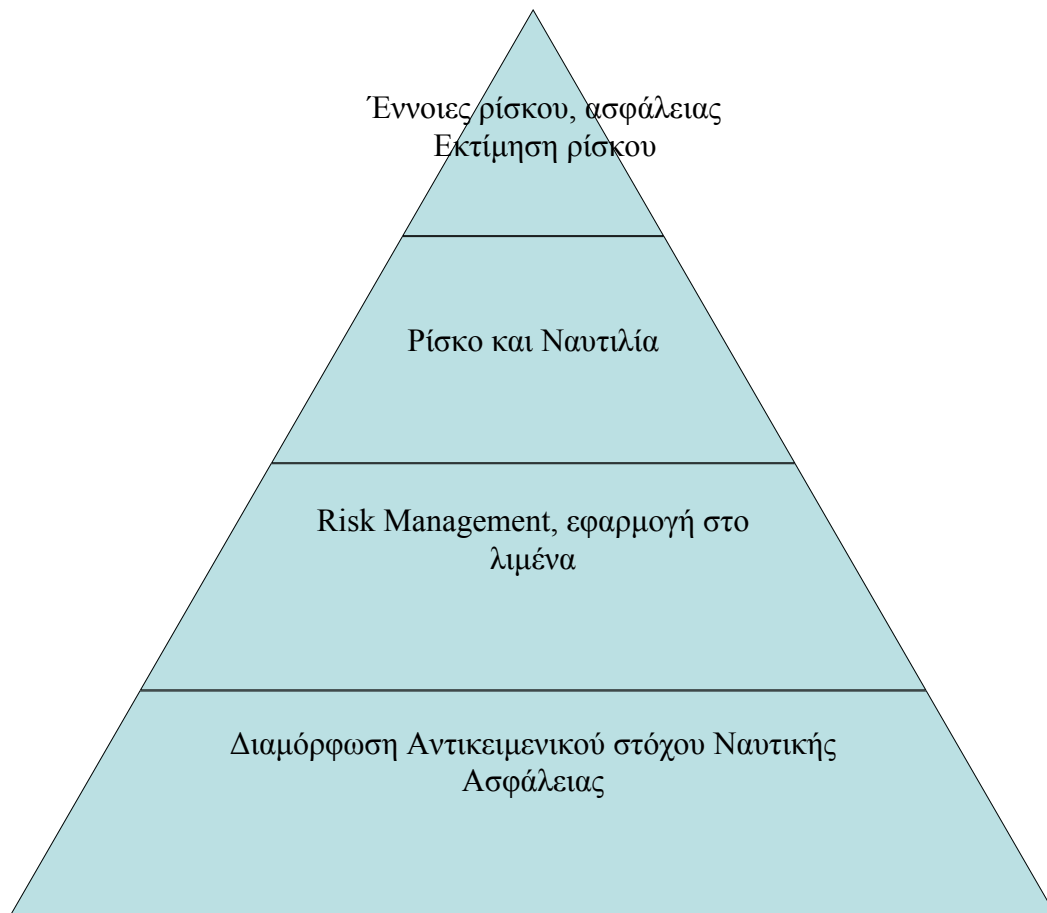 Έννοιες ρίσκου, ασφάλειας
Εκτίμηση ρίσκου
Ρίσκο και Ναυτιλία
Risk Management, εφαρμογή στο
λιμένα
Διαμόρφωση Αντικειμενικού στόχου Ναυτικής
Ασφάλειας